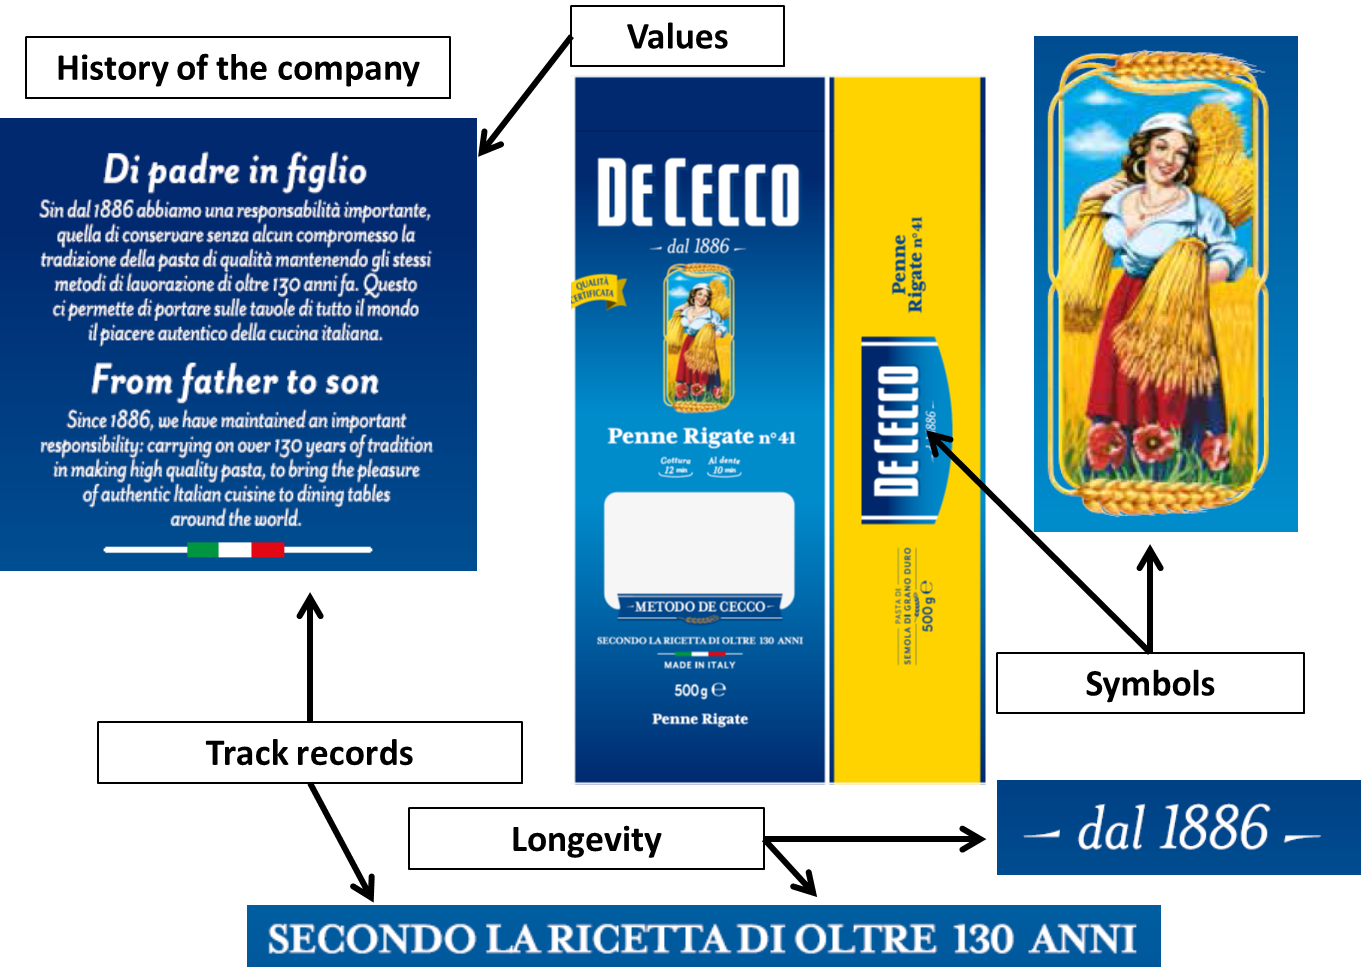 Values
History of the company
Di padre in figlio
Sin dal 1886 abbiamo una responsabilità importante,
quella di conservare senza alcun compromesso la
tradizione della pasta di qualità mantenendo gli stessi
metodi di lavorazione di oltre 130 anni fa. Questo
ci permette di portare sulle tavole di tutto il mondo
il piacere autentico della cucina italiana.
From father to son
Since 1886, we have maintained an important
responsibility: carrying on over 130 years of tradition
in making high quality pasta, to bring the pleasure
of authentic Italian cuisine to dining tables
around the world.
DE CECCO
– dal 1886 –
QUALITÀ
CERTIFICATA
Penne Rigate n°41
Cottura
12 min
Al dente
10 min
METODO DE CECCO
SECONDO LA RICETTA DI OLTRE 130 ANNI
MADE IN ITALY
500 g ℮
Penne Rigate
Penne
Rigate n°41
DE CECCO
1886 –
PASTA DI
SEMOLA DI GRANO DURO
500 g ℮
Symbols
Track records
Longevity
– dal 1886 –
SECONDO LA RICETTA DI OLTRE 130 ANNI